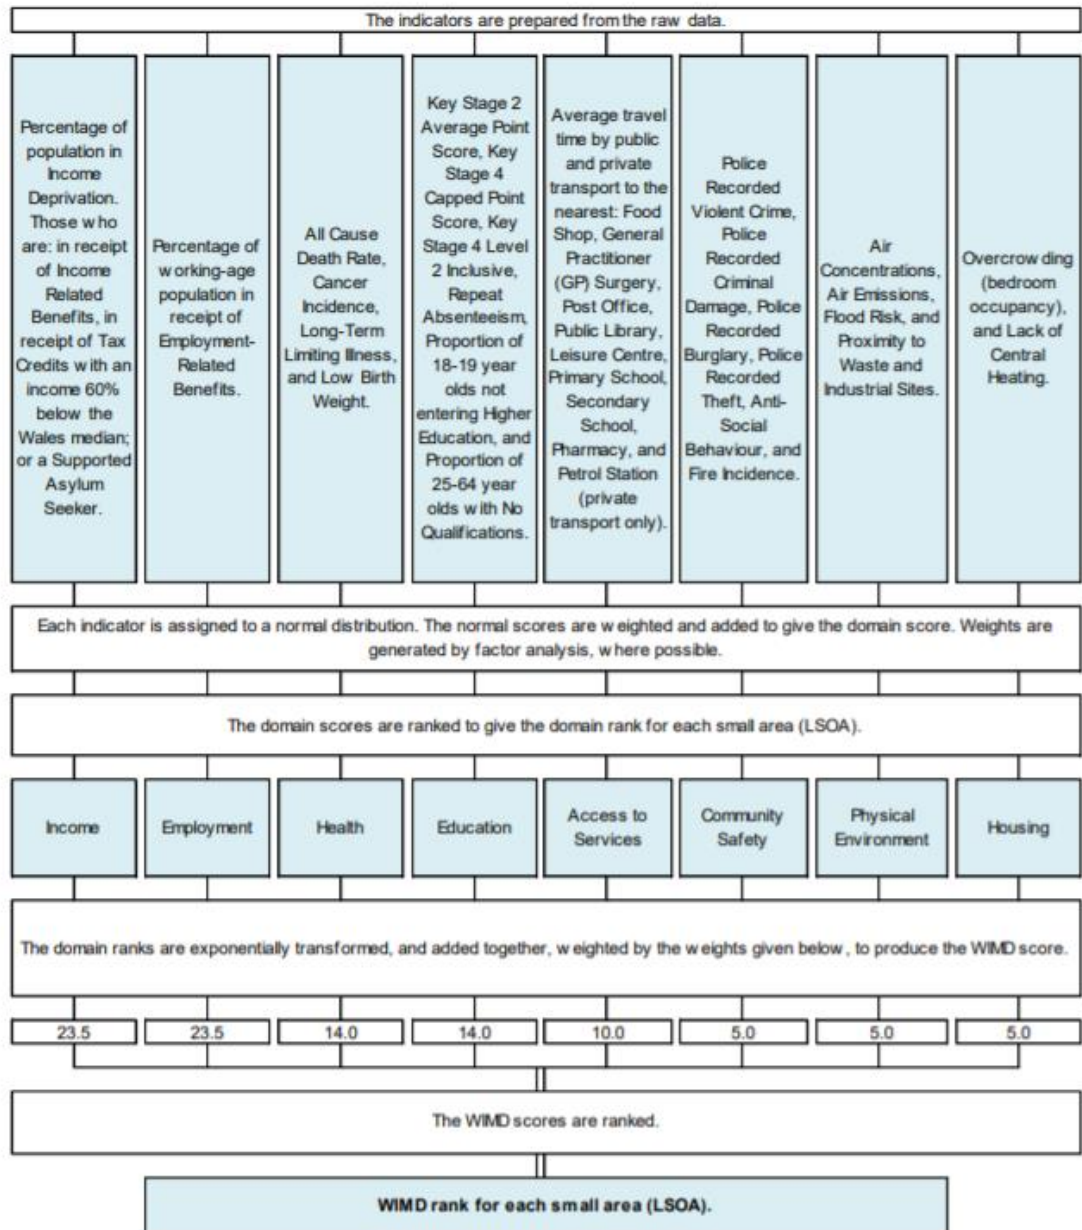 The indicators are prepared from the raw data.
Percentage of
population in
Income
Deprivation.
Those who
are: in receipt
of Income
Related
Benefits, in
receipt of Tax
Credits with an
income 60%
below the
Wales median;
or a Supported
Asylum
Seeker.
Percentage of
working-age
population in
receipt of
Employment-
Related
Benefits.
All Cause
Death Rate,
Cancer
Incidence,
Long-Term
Limiting Illness,
and Low Birth
Weight.
Key Stage 2
Average Point
Score, Key
Stage 4
Capped Point
Score, Key
Stage 4 Level
2 Inclusive,
Repeat
Absenteeism,
Proportion of
18-19 year
olds not
entering Higher
Education, and
Proportion of
25-64 year
olds with No
Qualifications.
Average travel
time by public
and private
transport to the
nearest: Food
Shop, General
Practitioner
(GP) Surgery,
Post Office,
Public Library,
Leisure Centre,
Primary School,
Secondary
School,
Pharmacy, and
Petrol Station
(private
transport only).
Police
Recorded
Violent Crime,
Police
Recorded
Criminal
Damage, Police
Recorded
Burglary, Police
Recorded
Theft, Anti-
Social
Behaviour, and
Fire Incidence.
Air
Concentrations,
Air Emissions,
Flood Risk, and
Proximity to
Waste and
Industrial Sites.
Overcrowding
(bedroom
occupancy),
and Lack of
Central
Heating.
Each indicator is assigned to a normal distribution. The normal scores are weighted and added to give the domain score. Weights are
generated by factor analysis, where possible.
The domain scores are ranked to give the domain rank for each small area (LSOA).
Income
Employment
Health
Education
Access to
Services
Community
Safety
Physical
Environment
Housing
The domain ranks are exponentially transformed, and added together, weighted by the weights given below, to produce the WIMD score.
23.5
23.5
14.0
14.0
10.0
5.0
5.0
5.0
The WIMD scores are ranked.
WIMD rank for each small area (LSOA).